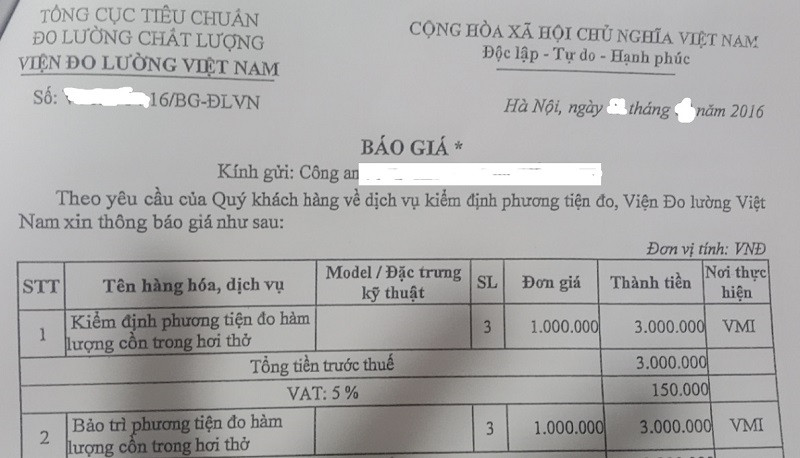 TỔNG CỤC TIÊU CHUẨN
ĐO LƯỜNG CHẤT LƯỢNG
VIỆN ĐO LƯỜNG VIỆT NAM
Số: 16/BG-ĐLVN
CỘNG HÒA XÃ HỘI CHỦ NGHĨA VIỆT NAM
Độc lập - Tự do - Hạnh phúc
Hà Nội, ngày tháng năm 2016
BÁO GIÁ *
Kính gửi: Công an
Theo yêu cầu của Quý khách hàng về dịch vụ kiểm định phương tiện đo, Viện Đo lường Việt
Nam xin thông báo giá như sau:
Đơn vị tính: VNĐ
STT Tên hàng hóa, dịch vụ Model / Đặc trưng kỹ thuật SL Đơn giá Thành tiền Nơi thực hiện
1 Kiểm định phương tiện đo hàm lượng cồn trong hơi thở 3 1.000.000 3.000.000 VMI
Tổng tiền trước thuế 3.000.000
VAT: 5 % 150.000
2 Bảo trì phương tiện đo hàm lượng cồn trong hơi thở 3 1.000.000 3.000.000 VMI